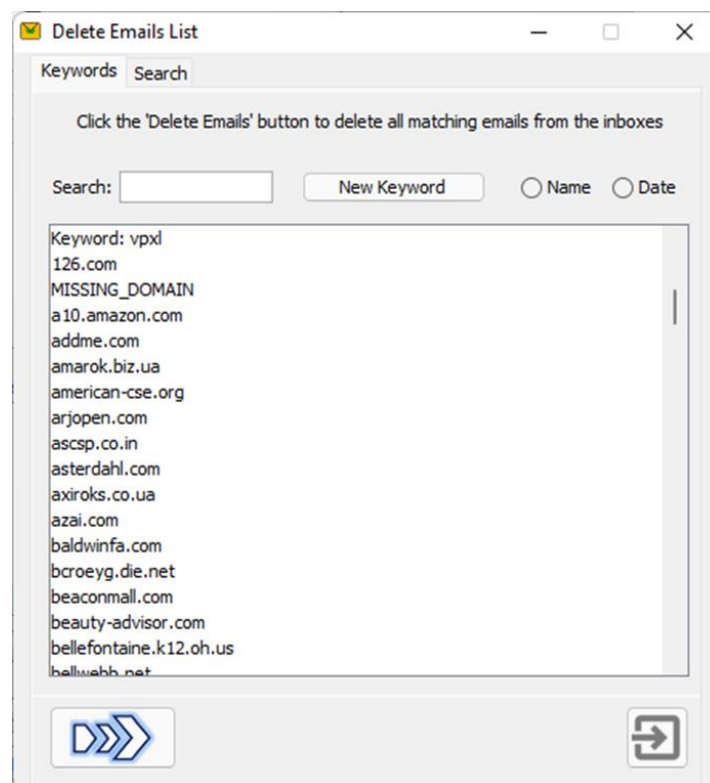 Delete Emails List
Keywords Search
Click the 'Delete Emails' button to delete all matching emails from the inboxes
Search: New Keyword Name Date
Keyword: vpxl
126.com
MISSING_DOMAIN
a10.amazon.com
addme.com
amarok.biz.ua
american-cse.org
arjopen.com
ascsp.co.in
asterdahl.com
axiroks.co.ua
azai.com
baldwinfa.com
bcroeyg.die.net
beaconmall.com
beauty-advisor.com
bellefontaine.k12.oh.us
bellwebb.net